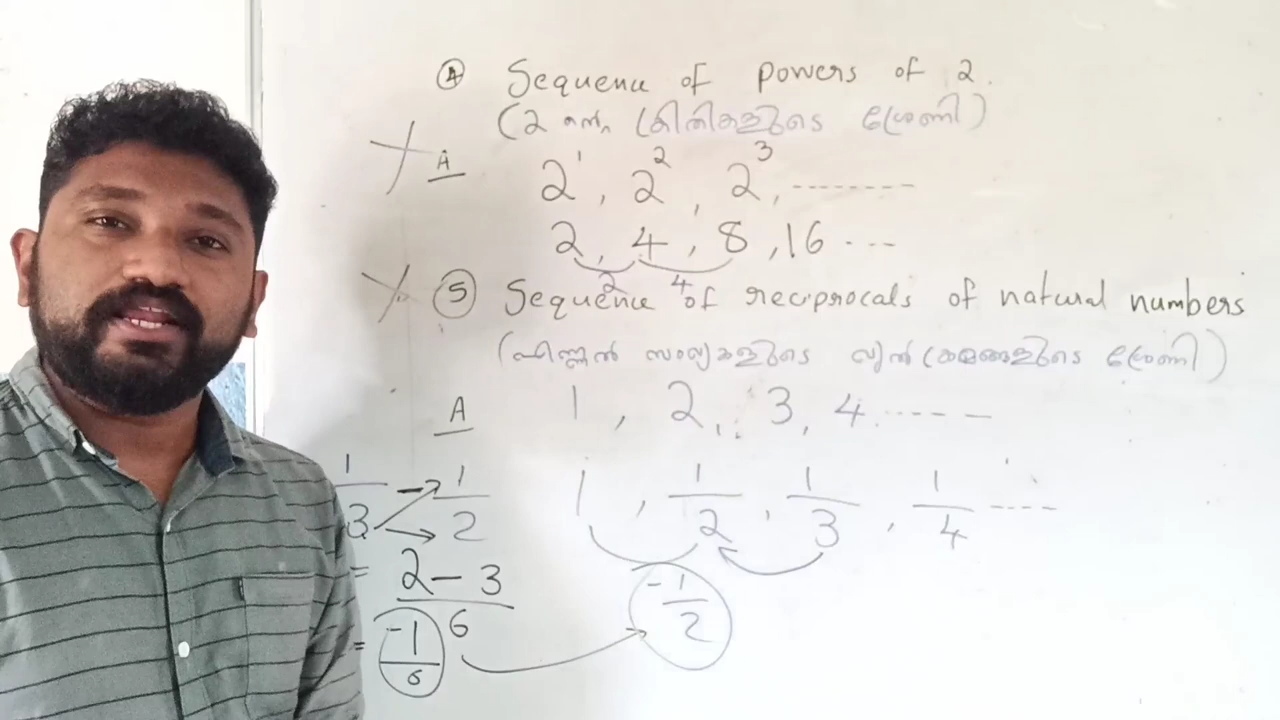 ④ Sequence of powers of 2.
(2 ന്റെ കൃതികളുടെ ശ്രേണി)
A 2¹, 2², 2³, --------
2, 4, 8, 16 ----
2 4
⑤ Sequence of reciprocals of natural numbers
(എണ്ണൽ സംഖ്യകളുടെ വ്യുൽക്രമങ്ങളുടെ ശ്രേണി)
A 1, 2, 3, 4 -----
1, 1/2, 1/3, 1/4 ----
1/3 - 1/2
= 2 - 3 / 6
= -1/6
-1/2